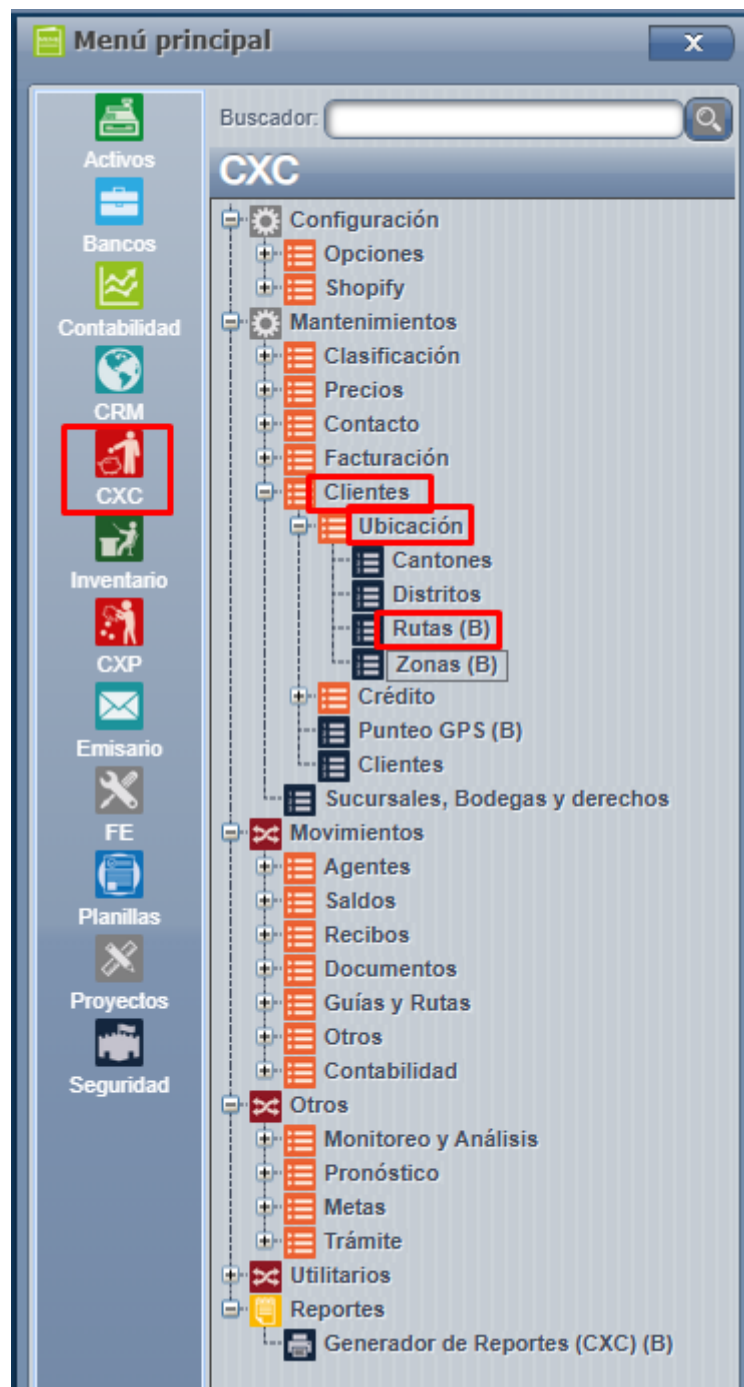 Menú principal
X
Activos
Bancos
Contabilidad
CRM
CXC
Inventario
CXP
Emisario
FE
Planillas
Proyectos
Seguridad
Buscador:
CXC
Configuración
Opciones
Shopify
Mantenimientos
Clasificación
Precios
Contacto
Facturación
Clientes
Ubicación
Cantones
Distritos
Rutas (B)
Zonas (B)
Crédito
Punteo GPS (B)
Clientes
Sucursales, Bodegas y derechos
Movimientos
Agentes
Saldos
Recibos
Documentos
Guías y Rutas
Otros
Contabilidad
Otros
Monitoreo y Análisis
Pronóstico
Metas
Trámite
Utilitarios
Reportes
Generador de Reportes (CXC) (B)